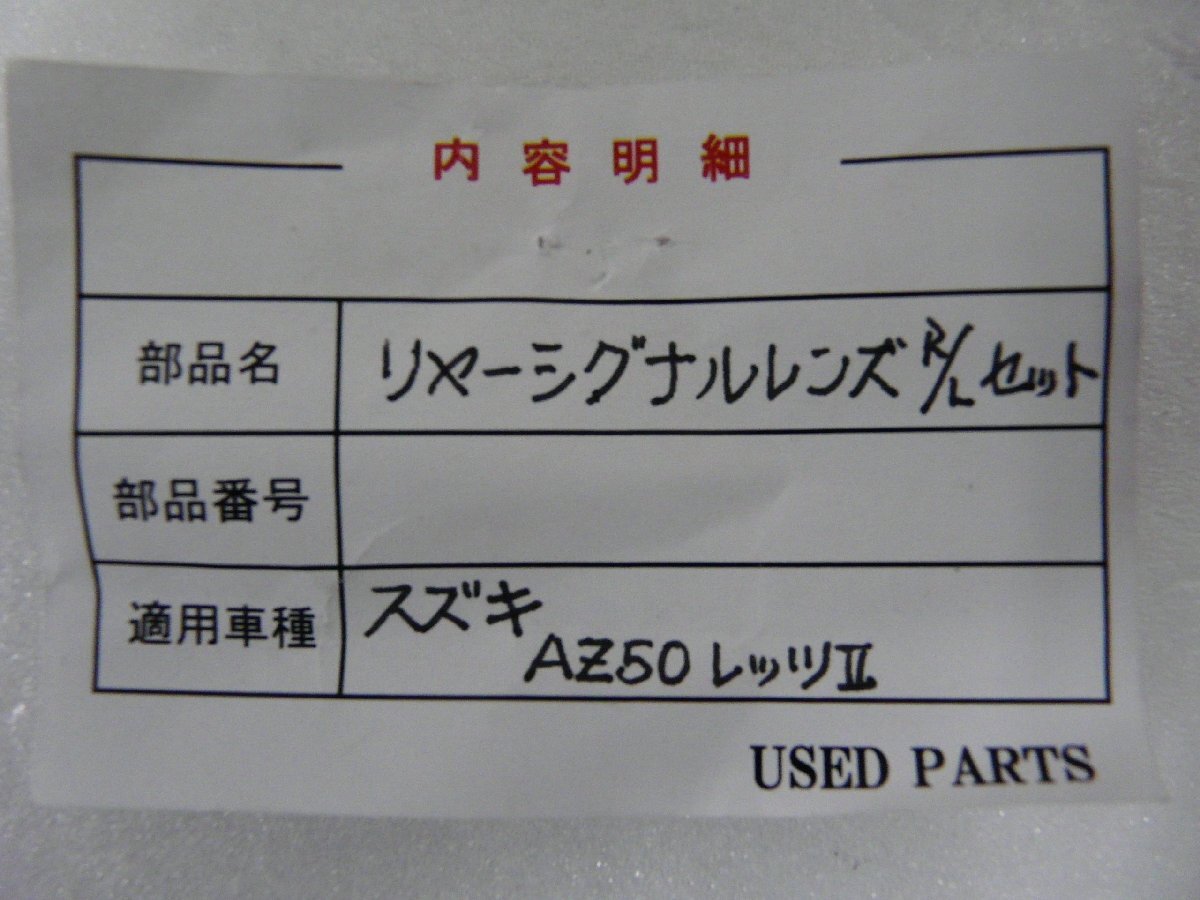 内容明細
部品名 リヤーシグナルレンズ R/L セット
部品番号
適用車種 スズキ
AZ50 レッツⅡ
USED PARTS